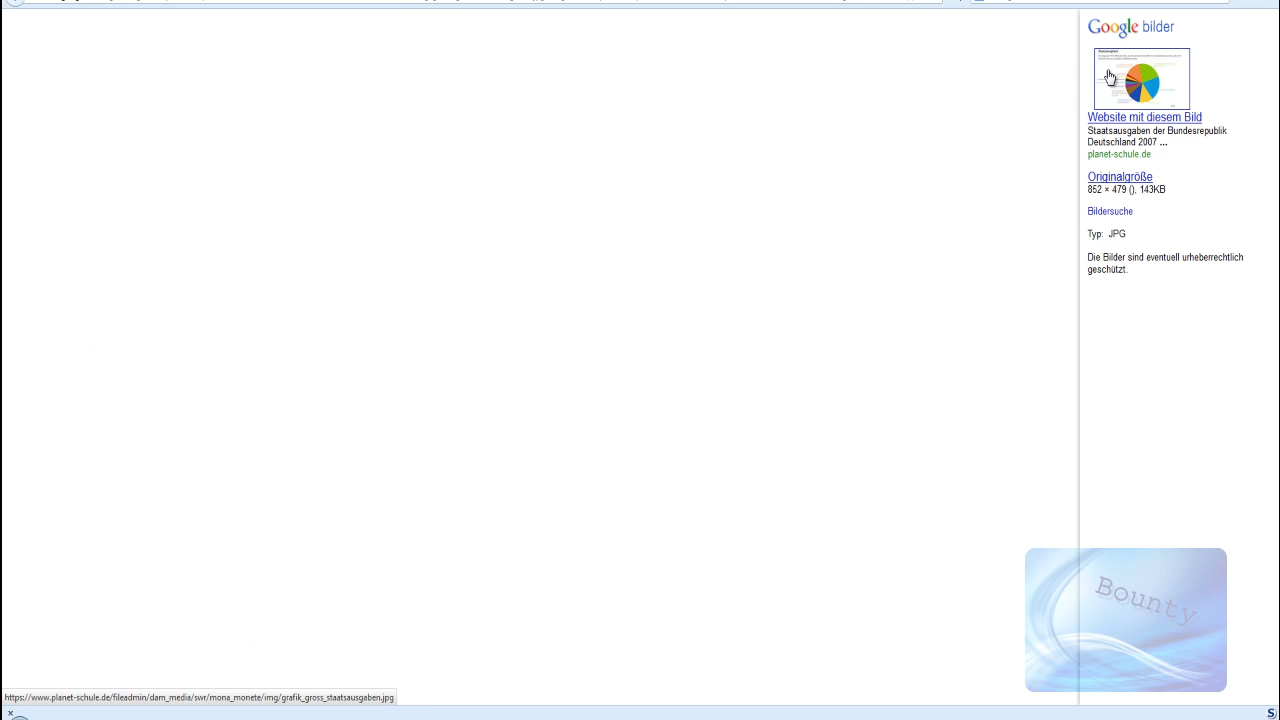 Google bilder
Website mit diesem Bild
Staatsausgaben der Bundesrepublik
Deutschland 2007 ...
planet-schule.de
Originalgröße
852 × 479 (), 143KB
Bildersuche
Typ: JPG
Die Bilder sind eventuell urheberrechtlich
geschützt.
Bounty
https://www.planet-schule.de/fileadmin/dam_media/swr/mona_monete/img/grafik_gross_staatsausgaben.jpg
x
S